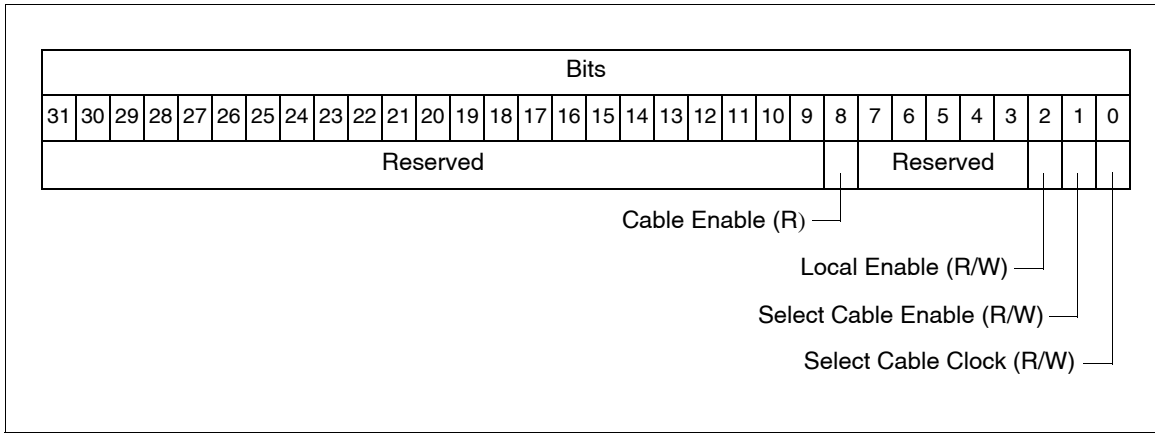 Bits
31 30 29 28 27 26 25 24 23 22 21 20 19 18 17 16 15 14 13 12 11 10 9 8 7 6 5 4 3 2 1 0
Reserved Reserved
Cable Enable (R)
Local Enable (R/W)
Select Cable Enable (R/W)
Select Cable Clock (R/W)